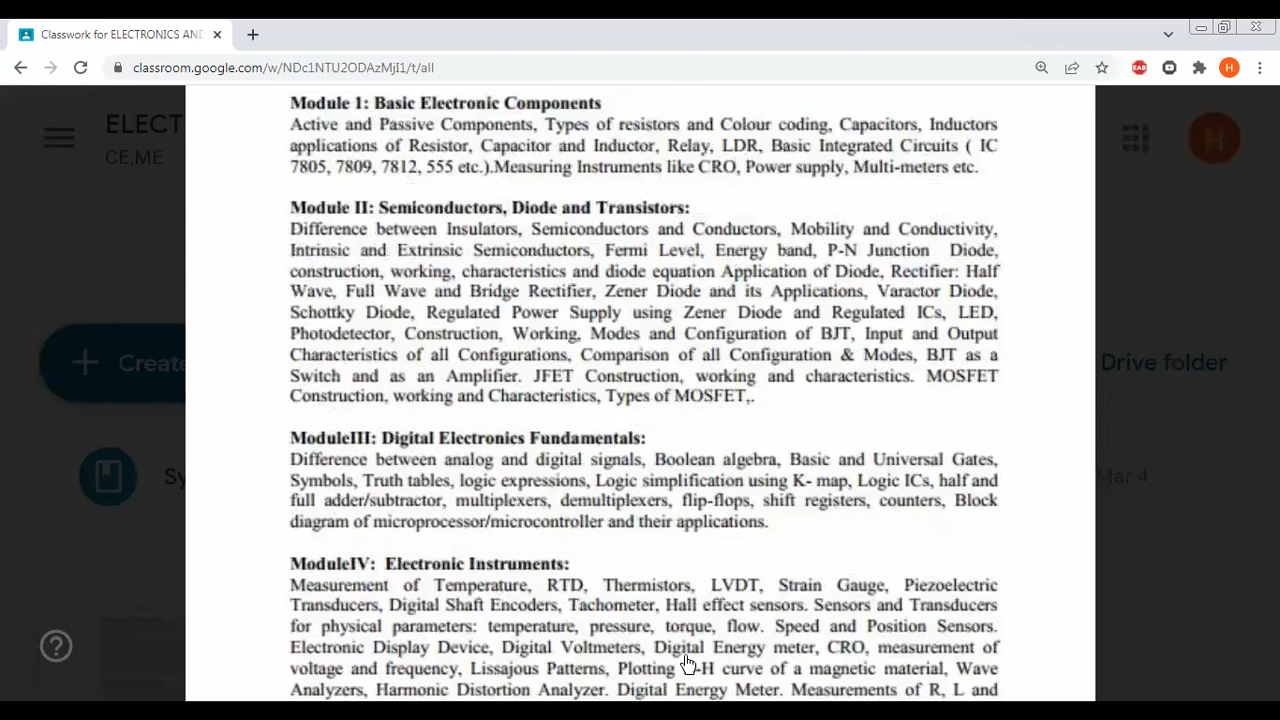 Classwork for ELECTRONICS AND
classroom.google.com/w/NDc1NTU2ODAzMjI1/t/all
EAB
H
ELECT
CE,ME
H
Module 1: Basic Electronic Components
Active and Passive Components, Types of resistors and Colour coding, Capacitors, Inductors
applications of Resistor, Capacitor and Inductor, Relay, LDR, Basic Integrated Circuits ( IC
7805, 7809, 7812, 555 etc.).Measuring Instruments like CRO, Power supply, Multi-meters etc.
Module II: Semiconductors, Diode and Transistors:
Difference between Insulators, Semiconductors and Conductors, Mobility and Conductivity,
Intrinsic and Extrinsic Semiconductors, Fermi Level, Energy band, P-N Junction Diode,
construction, working, characteristics and diode equation Application of Diode, Rectifier: Half
Wave, Full Wave and Bridge Rectifier, Zener Diode and its Applications, Varactor Diode,
Schottky Diode, Regulated Power Supply using Zener Diode and Regulated ICs, LED,
Photodetector, Construction, Working, Modes and Configuration of BJT, Input and Output
Characteristics of all Configurations, Comparison of all Configuration & Modes, BJT as a
Switch and as an Amplifier. JFET Construction, working and characteristics. MOSFET
Construction, working and Characteristics, Types of MOSFET,.
Create
Drive folder
ModuleIII: Digital Electronics Fundamentals:
Difference between analog and digital signals, Boolean algebra, Basic and Universal Gates,
Symbols, Truth tables, logic expressions, Logic simplification using K- map, Logic ICs, half and
full adder/subtractor, multiplexers, demultiplexers, flip-flops, shift registers, counters, Block
diagram of microprocessor/microcontroller and their applications.
Sy
Mar 4
ModuleIV: Electronic Instruments:
Measurement of Temperature, RTD, Thermistors, LVDT, Strain Gauge, Piezoelectric
Transducers, Digital Shaft Encoders, Tachometer, Hall effect sensors. Sensors and Transducers
for physical parameters: temperature, pressure, torque, flow. Speed and Position Sensors.
Electronic Display Device, Digital Voltmeters, Digital Energy meter, CRO, measurement of
voltage and frequency, Lissajous Patterns, Plotting -H curve of a magnetic material, Wave
Analyzers, Harmonic Distortion Analyzer. Digital Energy Meter. Measurements of R, L and